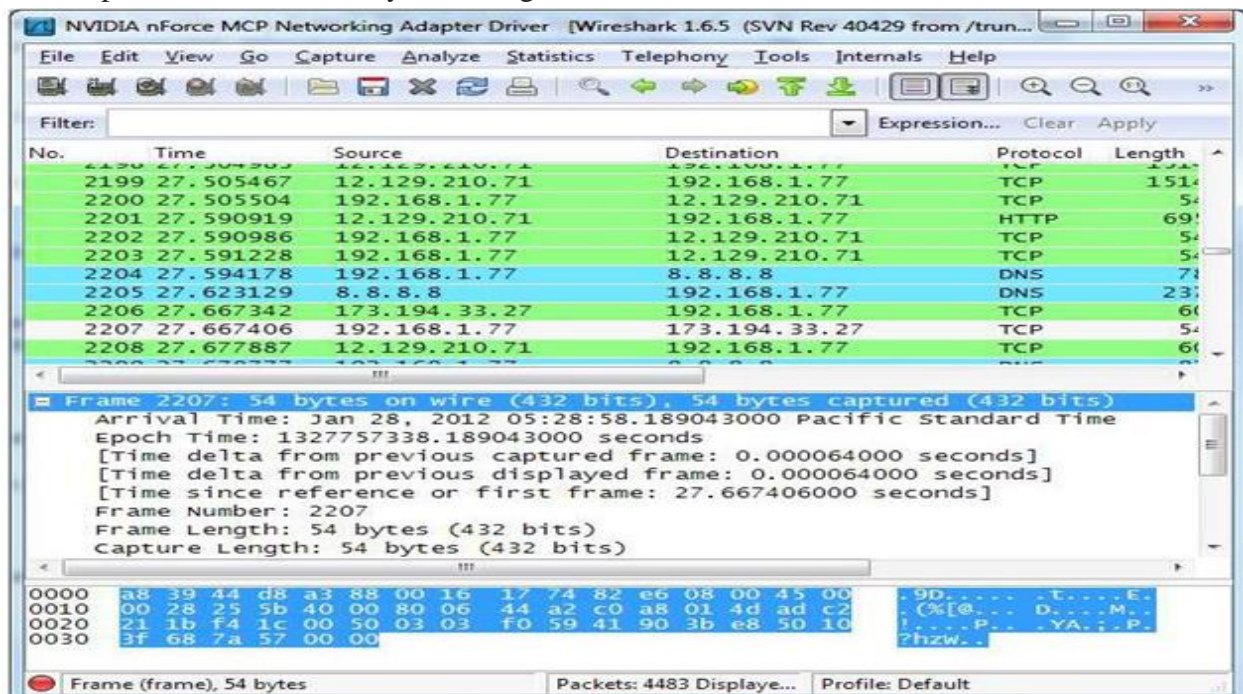 NVIDIA nForce MCP Networking Adapter Driver [Wireshark 1.6.5 (SVN Rev 40429 from /trun...
File Edit View Go Capture Analyze Statistics Telephony Tools Internals Help
Filter: Expression... Clear Apply
No. Time Source Destination Protocol Length
2199 27.505467 12.129.210.71 192.168.1.77 TCP 151
2200 27.505504 192.168.1.77 12.129.210.71 TCP 5
2201 27.590919 12.129.210.71 192.168.1.77 HTTP 69
2202 27.590986 192.168.1.77 12.129.210.71 TCP 5
2203 27.591228 192.168.1.77 12.129.210.71 TCP 5
2204 27.594178 192.168.1.77 8.8.8.8 DNS 7
2205 27.623129 8.8.8.8 192.168.1.77 DNS 23
2206 27.667342 173.194.33.27 192.168.1.77 TCP 6
2207 27.667406 192.168.1.77 173.194.33.27 TCP 5
2208 27.677887 12.129.210.71 192.168.1.77 TCP 6
Frame 2207: 54 bytes on wire (432 bits), 54 bytes captured (432 bits)
Arrival Time: Jan 28, 2012 05:28:58.189043000 Pacific Standard Time
Epoch Time: 1327757338.189043000 seconds
[Time delta from previous captured frame: 0.000064000 seconds]
[Time delta from previous displayed frame: 0.000064000 seconds]
[Time since reference or first frame: 27.667406000 seconds]
Frame Number: 2207
Frame Length: 54 bytes (432 bits)
Capture Length: 54 bytes (432 bits)
0000 a8 39 44 d8 a3 88 00 16 17 74 82 e6 08 00 45 00 .9D..... .t....E.
0010 00 28 25 5b 40 00 80 06 44 a2 c0 a8 01 4d ad c2 .(%[@... D....M..
0020 21 1b f4 1c 00 50 03 03 f0 59 41 90 3b e8 50 10 !....P.. .YA.;.P.
0030 3f 68 7a 57 00 00 ?hzW..
Frame (frame), 54 bytes Packets: 4483 Displaye... Profile: Default